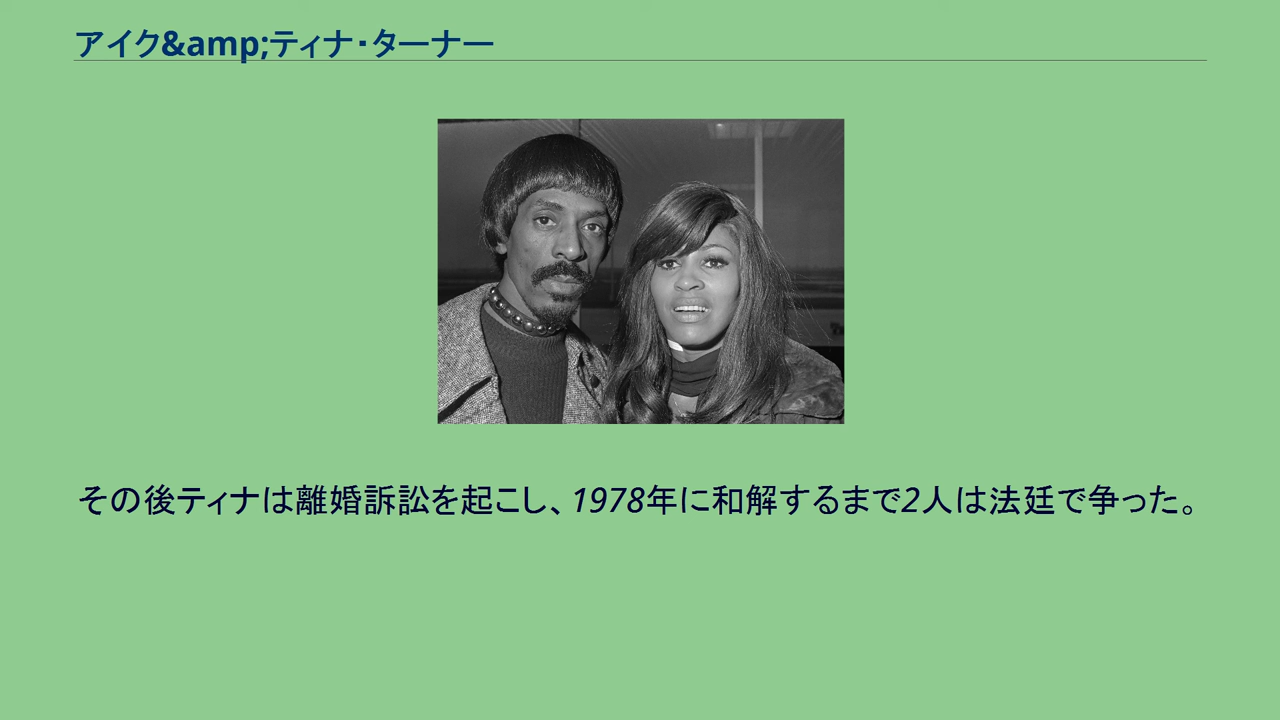 アイク&amp;ティナ・ターナー
その後ティナは離婚訴訟を起こし、1978年に和解するまで2人は法廷で争った。